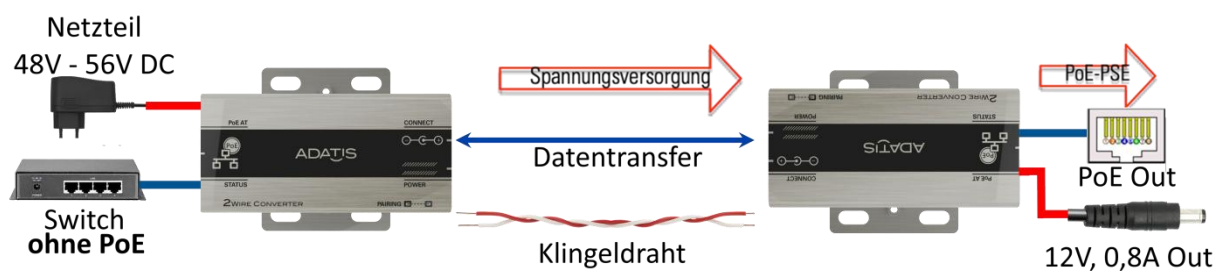 Netzteil
48V - 56V DC
Switch
ohne PoE
PoE AT
CONNECT
PoE
ADATIS
STATUS
POWER
2WIRE CONVERTER
PAIRING
Spannungsversorgung
Datentransfer
Klingeldraht
2WIRE CONVERTER
PAIRING
STATUS
POWER
ADATIS
PoE
CONNECT
PoE AT
PoE-PSE
PoE Out
12V, 0,8A Out